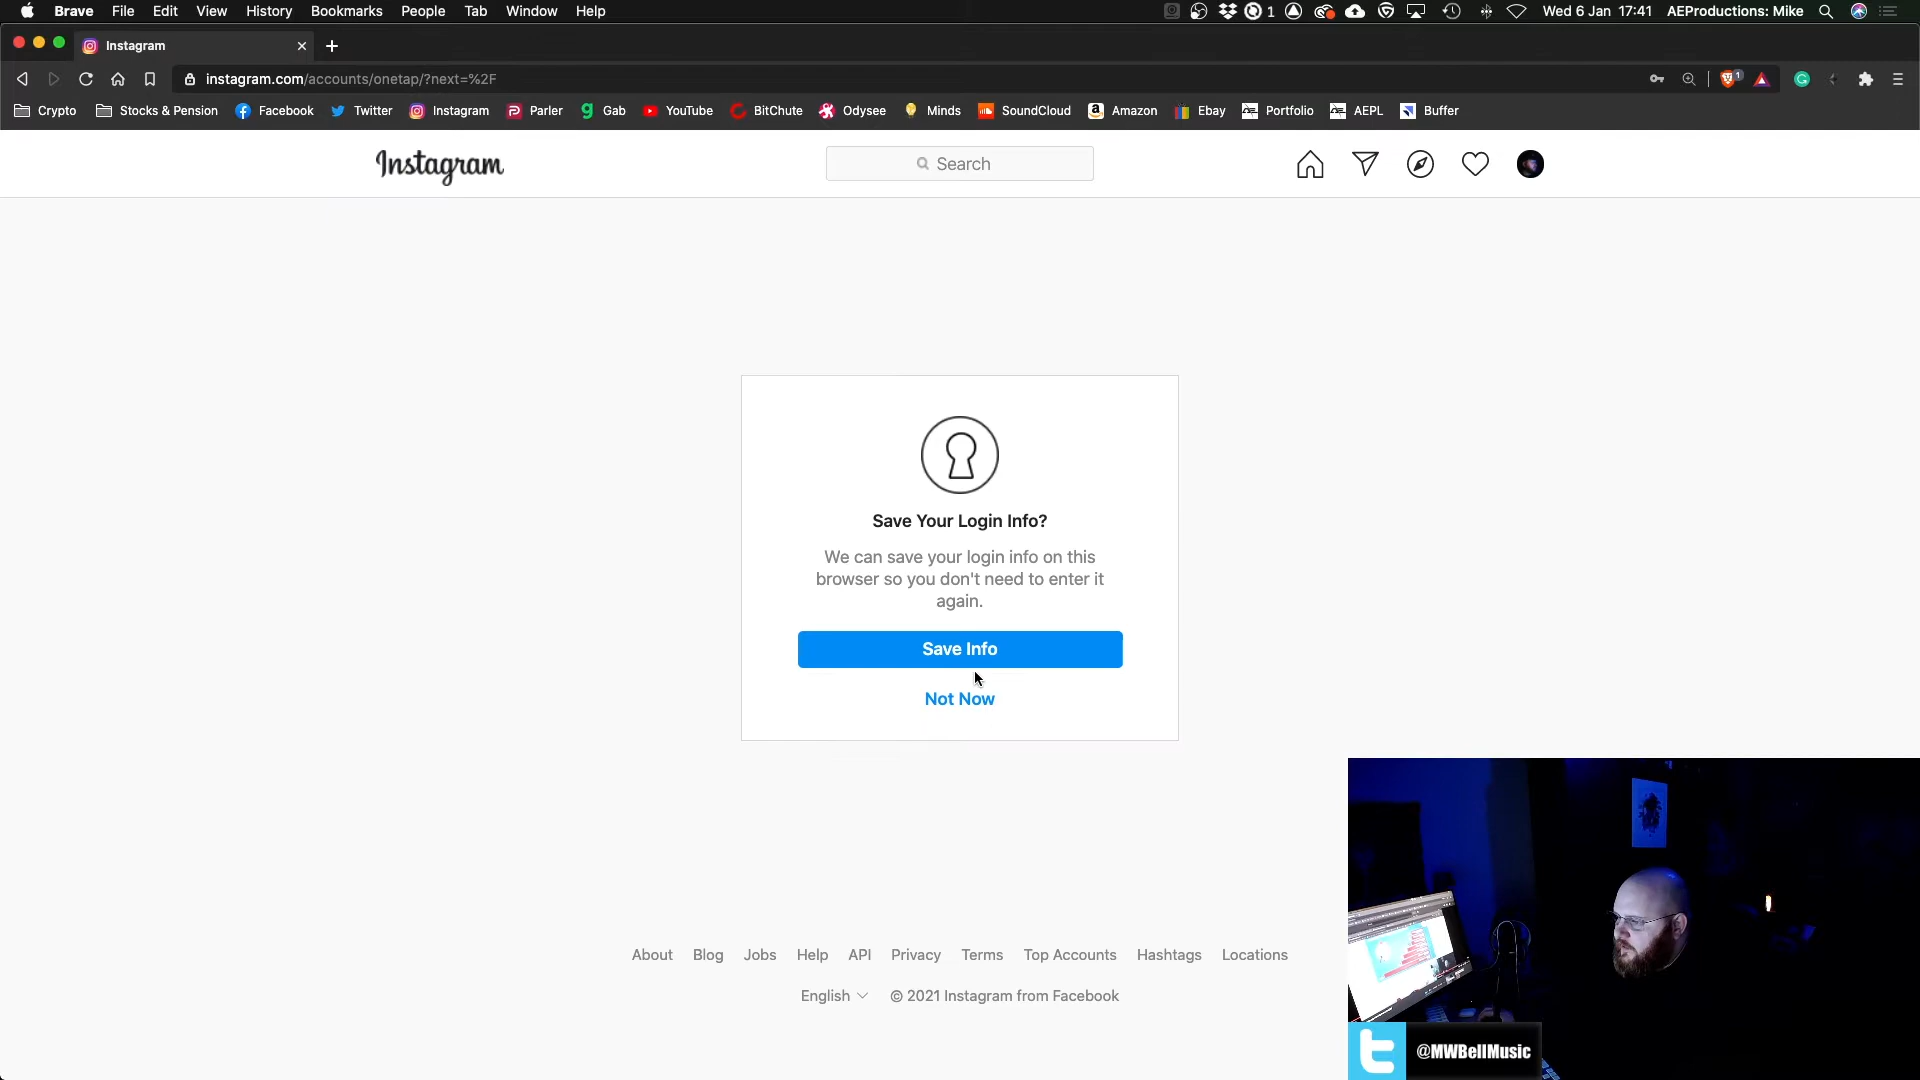 Brave File Edit View History Bookmarks People Tab Window Help 1 Wed 6 Jan 17:41 AEProductions: Mike
Instagram
instagram.com/accounts/onetap/?next=%2F 1
Crypto Stocks & Pension Facebook Twitter Instagram Parler Gab YouTube BitChute Odysee Minds SoundCloud Amazon Ebay Portfolio AEPL Buffer
Instagram Search
Save Your Login Info?
We can save your login info on this
browser so you don't need to enter it
again.
Save Info
Not Now
About Blog Jobs Help API Privacy Terms Top Accounts Hashtags Locations
English © 2021 Instagram from Facebook
@MWBellMusic